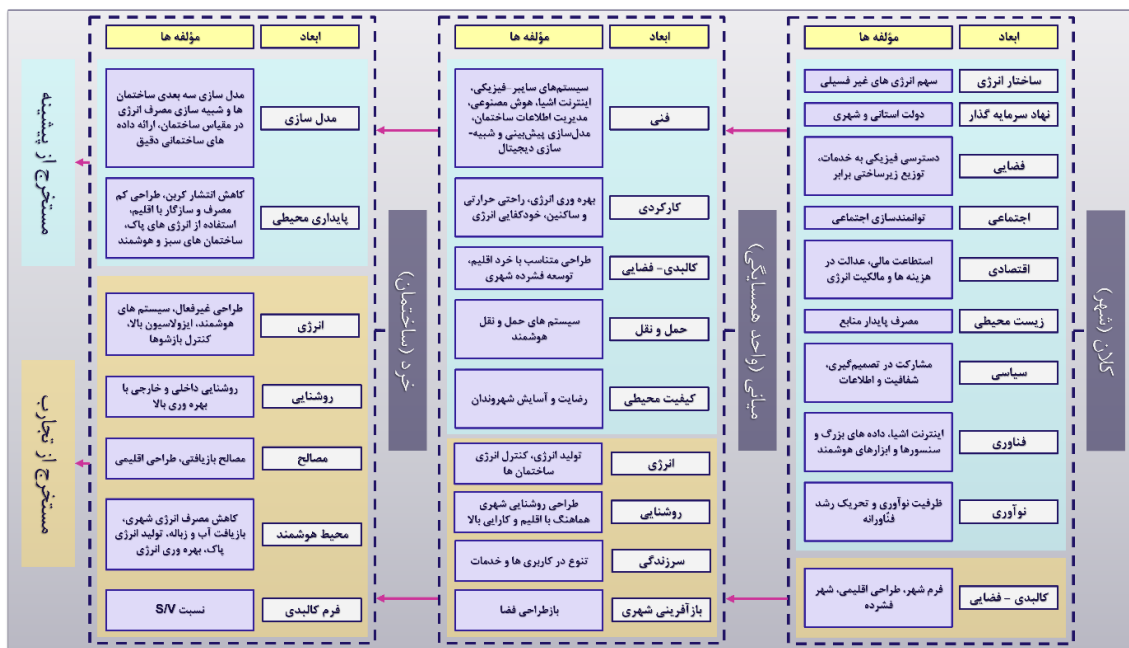 کلان (شهر)
ابعاد
مؤلفه ها
ساختار انرژی
سهم انرژی های غیر فسیلی
نهاد سرمایه گذار
دولت استانی و شهری
فضایی
دسترسی فیزیکی به خدمات،
توزیع زیرساختی برابر
اجتماعی
توانمندسازی اجتماعی
اقتصادی
استطاعت مالی، عدالت در
هزینه ها و مالکیت انرژی
زیست محیطی
مصرف پایدار منابع
سیاسی
مشارکت در تصمیم‌گیری،
شفافیت و اطلاعات
فناوری
اینترنت اشیا، داده های بزرگ و
سنسورها و ابزارهای هوشمند
نوآوری
ظرفیت نوآوری و تحریک رشد
فنّاورانه
کالبدی - فضایی
فرم شهر، طراحی اقلیمی، شهر
فشرده
میانی (واحد همسایگی)
ابعاد
مؤلفه ها
فنی
سیستم‌های سایبر-فیزیکی،
اینترنت اشیا، هوش مصنوعی،
مدیریت اطلاعات ساختمان،
مدل‌سازی پیش‌بینی و شبیه-
سازی دیجیتال
کارکردی
بهره وری انرژی، راحتی حرارتی
و ساکنین، خودکفایی انرژی
کالبدی- فضایی
طراحی متناسب با خرد اقلیم،
توسعه فشرده شهری
حمل و نقل
سیستم های حمل و نقل
هوشمند
کیفیت محیطی
رضایت و آسایش شهروندان
انرژی
تولید انرژی، کنترل انرژی
ساختمان ها
روشنایی
طراحی روشنایی شهری
هماهنگ با اقلیم و کارایی بالا
سرزندگی
تنوع در کاربری ها و خدمات
بازآفرینی شهری
بازطراحی فضا
خرد (ساختمان)
ابعاد
مؤلفه ها
مدل سازی
مدل سازی سه بعدی ساختمان
ها و شبیه سازی مصرف انرژی
در مقیاس ساختمان، ارائه داده
های ساختمانی دقیق
پایداری محیطی
کاهش انتشار کربن، طراحی کم
مصرف و سازگار با اقلیم،
استفاده از انرژی های پاک،
ساختمان های سبز و هوشمند
انرژی
طراحی غیرفعال، سیستم های
هوشمند، ایزولاسیون بالا،
کنترل بازشوها
روشنایی
روشنایی داخلی و خارجی با
بهره وری بالا
مصالح
مصالح بازیافتی، طراحی اقلیمی
محیط هوشمند
کاهش مصرف انرژی شهری،
بازیافت آب و زباله، تولید انرژی
پاک، بهره وری انرژی
فرم کالبدی
نسبت S/V
مستخرج از پیشینه
مستخرج از تجارب